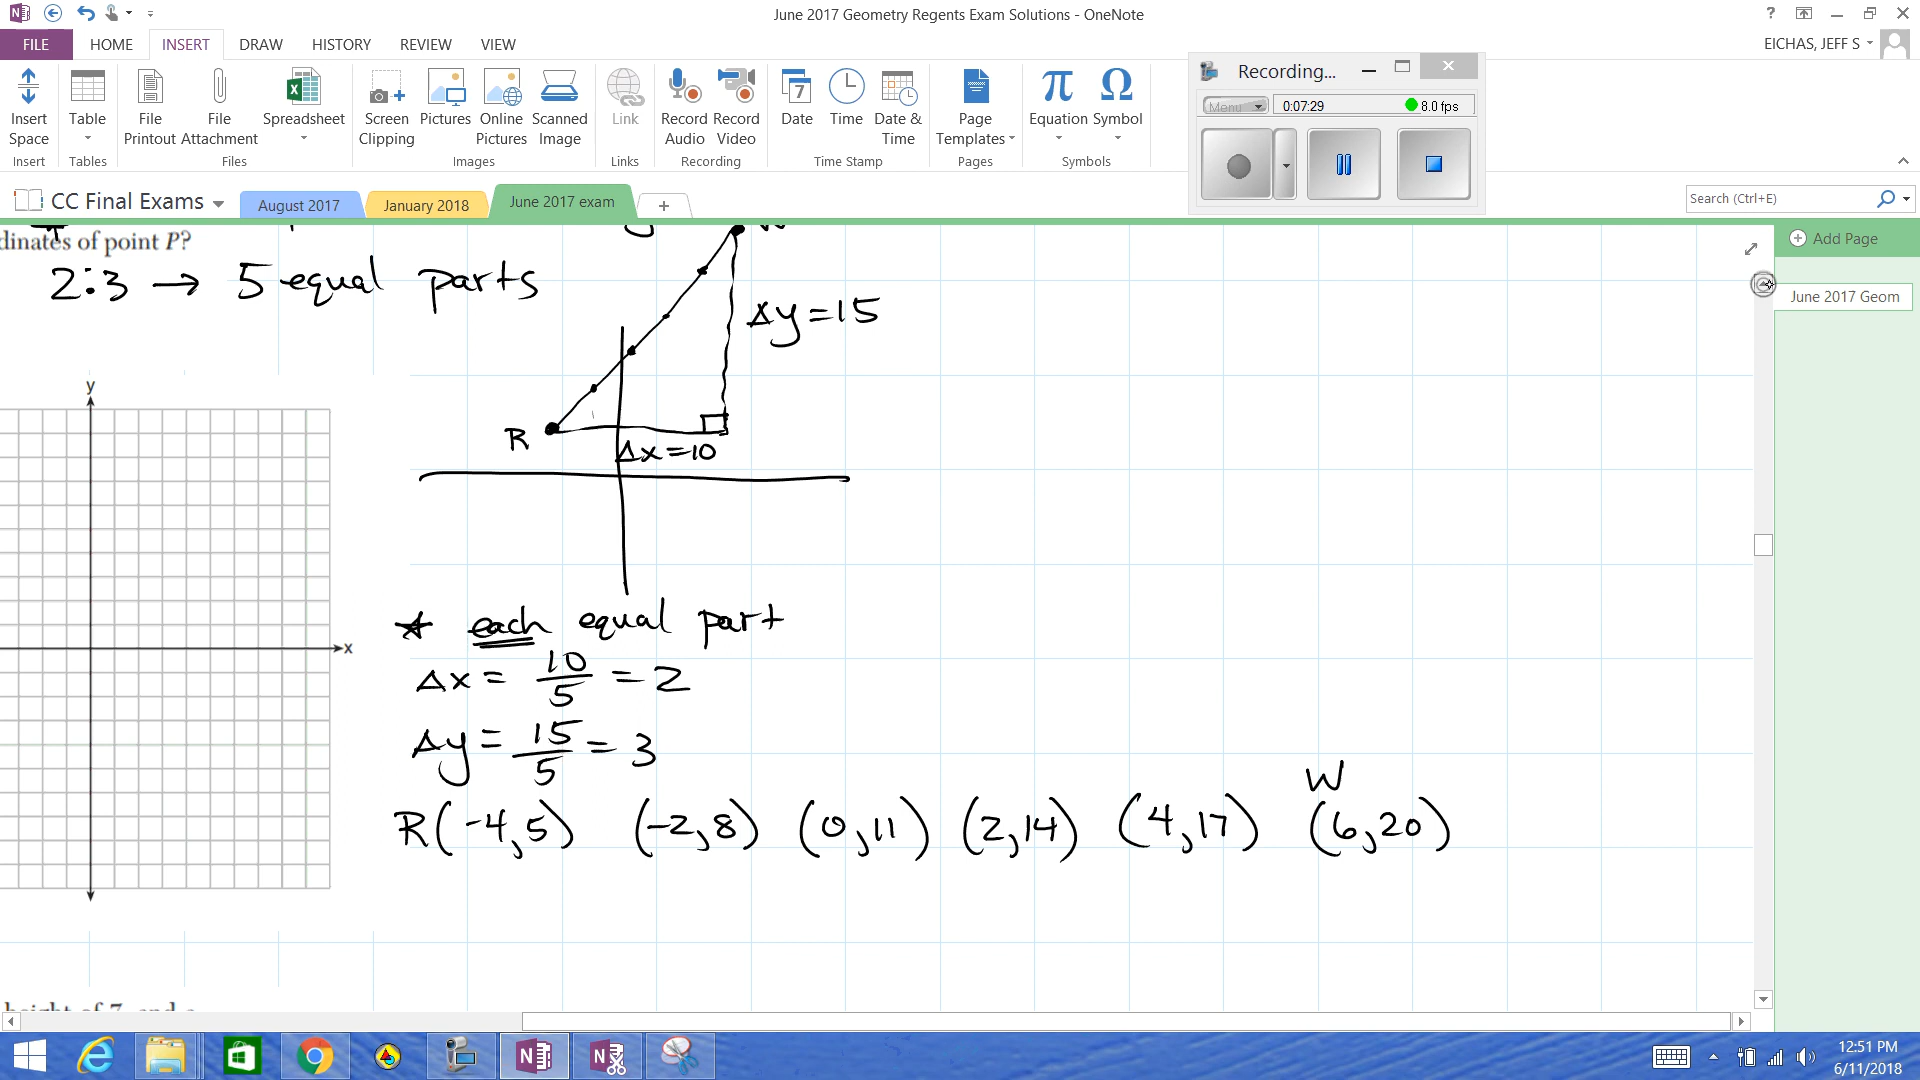 June 2017 Geometry Regents Exam Solutions - OneNote
FILE HOME INSERT DRAW HISTORY REVIEW VIEW
EICHAS, JEFF S
Insert Space
Table
File Printout
File Attachment
Spreadsheet
Screen Clipping
Pictures
Online Pictures
Scanned Image
Link
Record Audio
Record Video
Date
Time
Date & Time
Page Templates
Equation
Symbol
Insert Tables Files Images Links Recording Time Stamp Pages Symbols
Recording...
Menu 0:07:29 8.0 fps
CC Final Exams August 2017 January 2018 June 2017 exam +
Search (Ctrl+E)
Add Page
June 2017 Geom
dinates of point P?
2:3 → 5 equal parts
Δy=15
R
Δx=10
y
x
* each equal part
Δx = 10/5 = 2
Δy = 15/5 = 3
W
R(-4,5) (-2,8) (0,11) (2,14) (4,17) (6,20)
12:51 PM
6/11/2018